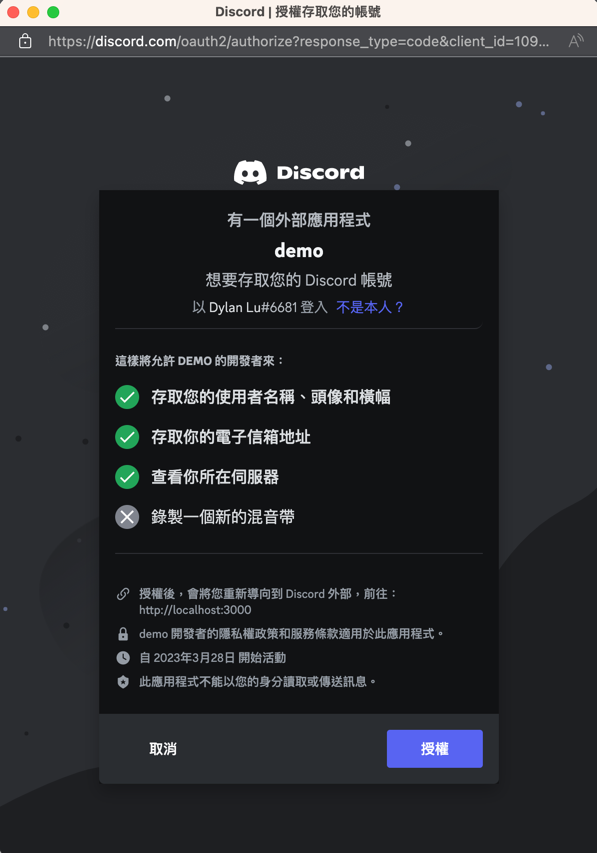 Discord | 授權存取您的帳號
https://discord.com/oauth2/authorize?response_type=code&client_id=109...
Discord
有一個外部應用程式
demo
想要存取您的 Discord 帳號
以 Dylan Lu#6681 登入 不是本人？
這樣將允許 DEMO 的開發者來：
存取您的使用者名稱、頭像和橫幅
存取你的電子信箱地址
查看你所在伺服器
錄製一個新的混音帶
授權後，會將您重新導向到 Discord 外部，前往：
http://localhost:3000
demo 開發者的隱私權政策和服務條款適用於此應用程式。
自 2023年3月28日 開始活動
此應用程式不能以您的身分讀取或傳送訊息。
取消
授權